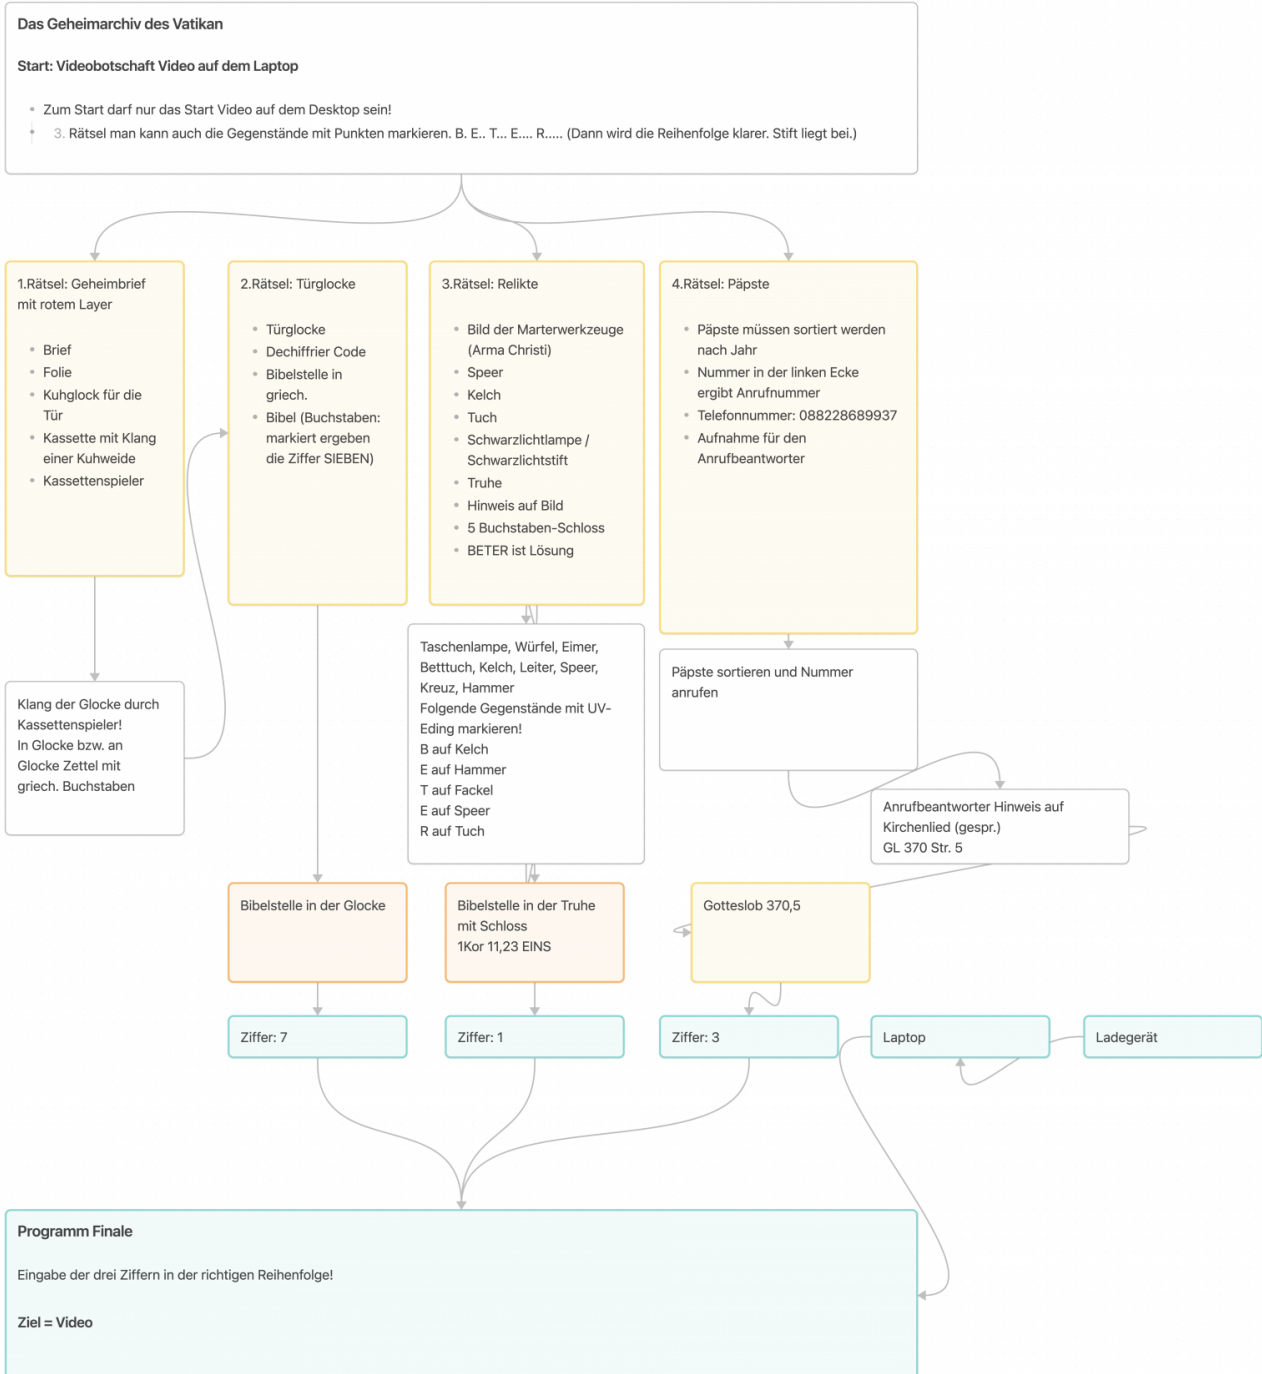 Das Geheimarchiv des Vatikan
Start: Videobotschaft Video auf dem Laptop
• Zum Start darf nur das Start Video auf dem Desktop sein!
• 3. Rätsel man kann auch die Gegenstände mit Punkten markieren. B. E.. T... E.... R..... (Dann wird die Reihenfolge klarer. Stift liegt bei.)
1.Rätsel: Geheimbrief
mit rotem Layer
• Brief
• Folie
• Kuhglock für die
Tür
• Kassette mit Klang
einer Kuhweide
• Kassettenspieler
2.Rätsel: Türglocke
• Türglocke
• Dechiffrier Code
• Bibelstelle in
griech.
• Bibel (Buchstaben:
markiert ergeben
die Ziffer SIEBEN)
3.Rätsel: Relikte
• Bild der Marterwerkzeuge
(Arma Christi)
• Speer
• Kelch
• Tuch
• Schwarzlichtlampe /
Schwarzlichtstift
• Truhe
• Hinweis auf Bild
• 5 Buchstaben-Schloss
• BETER ist Lösung
4.Rätsel: Päpste
• Päpste müssen sortiert werden
nach Jahr
• Nummer in der linken Ecke
ergibt Anrufnummer
• Telefonnummer: 088228689937
• Aufnahme für den
Anrufbeantworter
Klang der Glocke durch
Kassettenspieler!
In Glocke bzw. an
Glocke Zettel mit
griech. Buchstaben
Taschenlampe, Würfel, Eimer,
Betttuch, Kelch, Leiter, Speer,
Kreuz, Hammer
Folgende Gegenstände mit UV-
Eding markieren!
B auf Kelch
E auf Hammer
T auf Fackel
E auf Speer
R auf Tuch
Päpste sortieren und Nummer
anrufen
Anrufbeantworter Hinweis auf
Kirchenlied (gespr.)
GL 370 Str. 5
Bibelstelle in der Glocke
Bibelstelle in der Truhe
mit Schloss
1Kor 11,23 EINS
Gotteslob 370,5
Ziffer: 7
Ziffer: 1
Ziffer: 3
Laptop
Ladegerät
Programm Finale
Eingabe der drei Ziffern in der richtigen Reihenfolge!
Ziel = Video